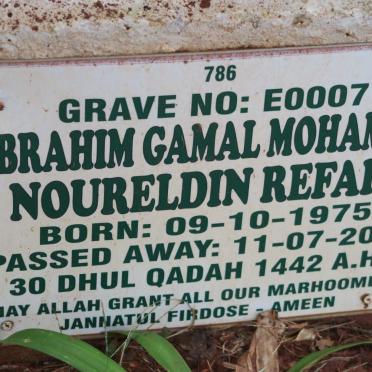 786
GRAVE NO: E0007
BRAHIM GAMAL MOHAM
NOURELDIN REFA
BORN: 09-10-1975
PASSED AWAY: 11-07-20
30 DHUL QADAH 1442 A.H
MAY ALLAH GRANT ALL OUR MARHOOME
JANNATUL FIRDOSE - AMEEN